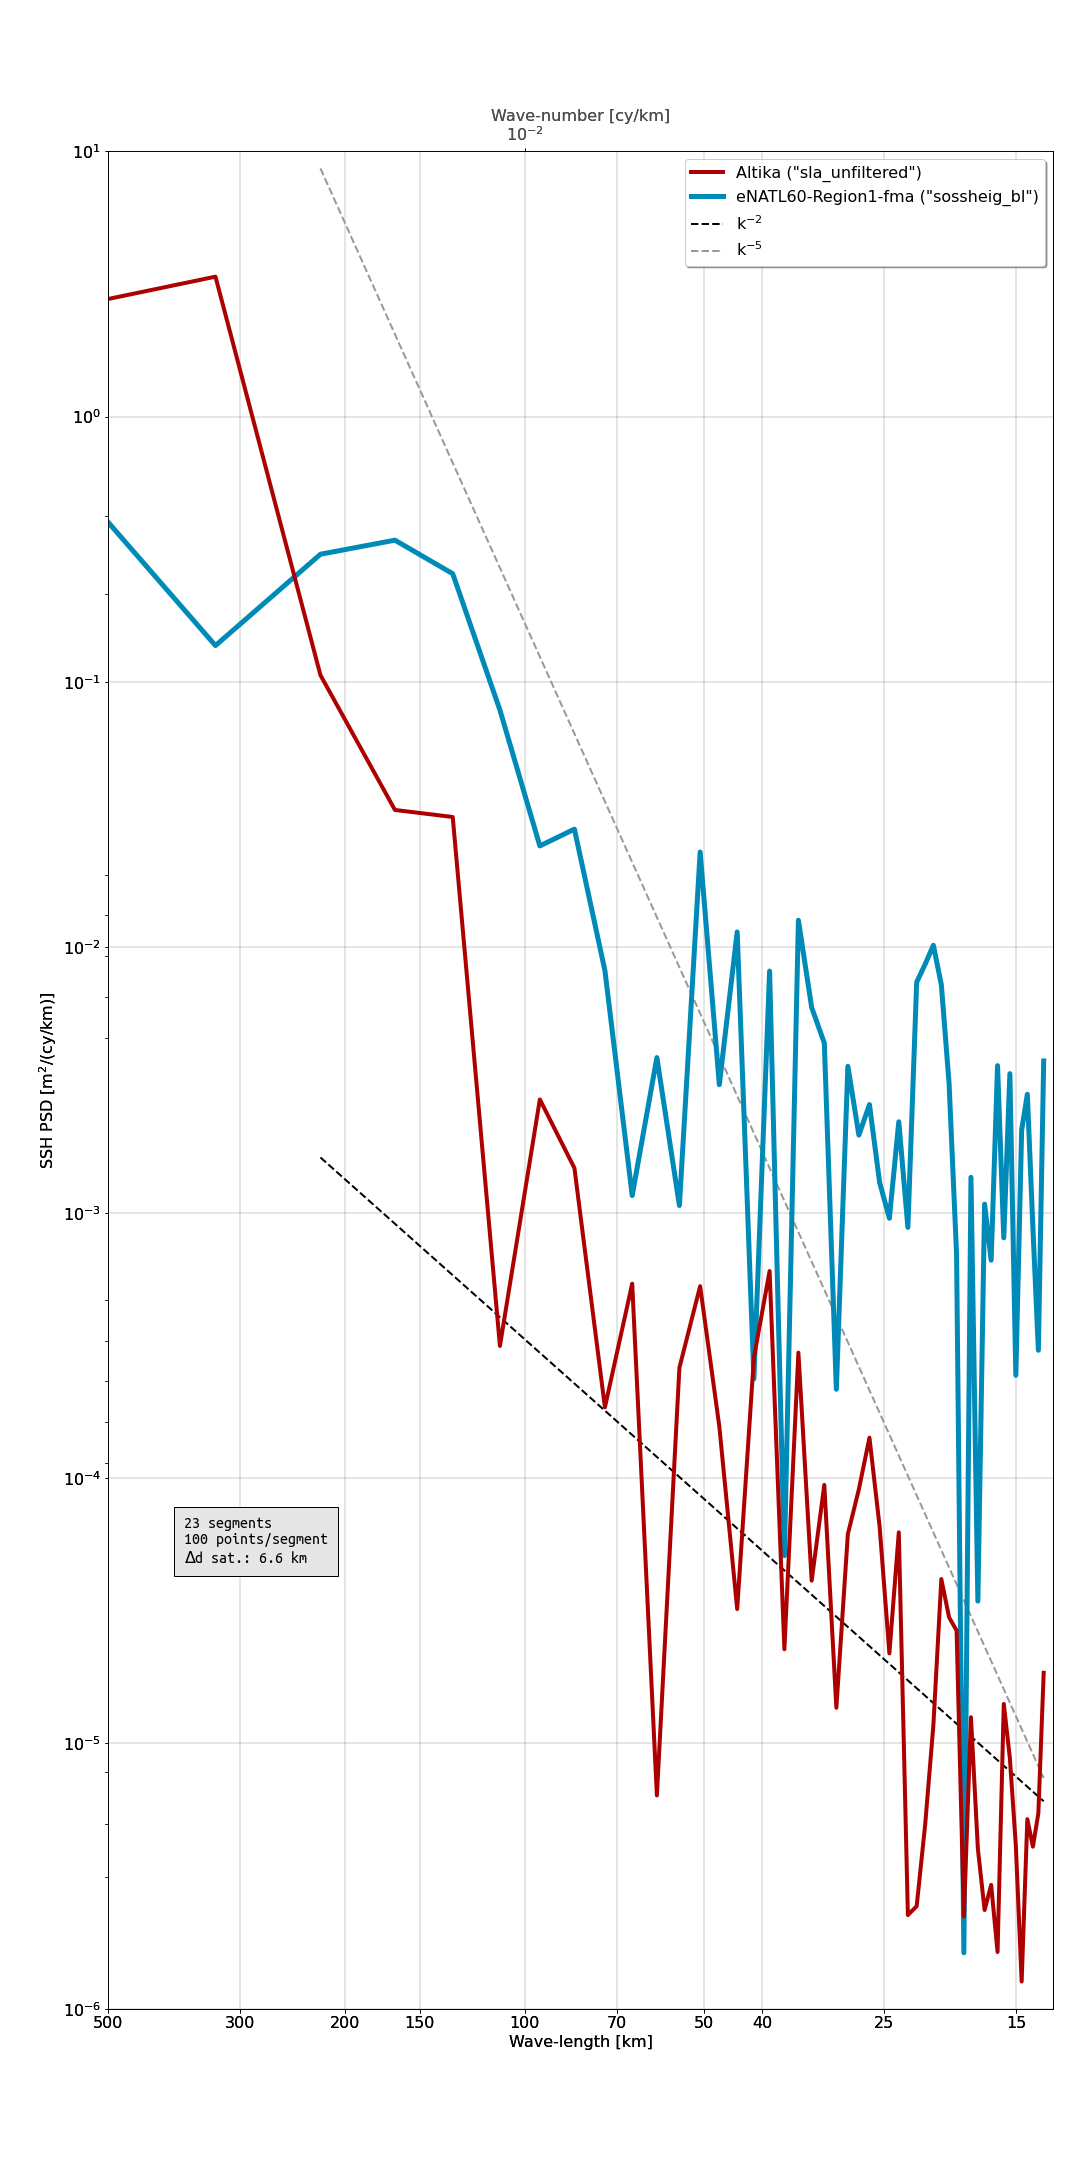 Wave-number [cy/km]
10⁻²
10¹
10⁰
10⁻¹
10⁻²
10⁻³
10⁻⁴
10⁻⁵
10⁻⁶
SSH PSD [m²/(cy/km)]
Altika ("sla_unfiltered")
eNATL60-Region1-fma ("sossheig_bl")
k⁻²
k⁻⁵
23 segments
100 points/segment
Δd sat.: 6.6 km
500 300 200 150 100 70 50 40 25 15
Wave-length [km]